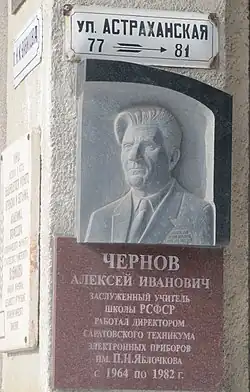 УЛ. АСТРАХАНСКАЯ
77 81
ЧЕРНОВ
АЛЕКСЕЙ ИВАНОВИЧ
ЗАСЛУЖЕННЫЙ УЧИТЕЛЬ
ШКОЛЫ РСФСР
РАБОТАЛ ДИРЕКТОРОМ
САРАТОВСКОГО ТЕХНИКУМА
ЭЛЕКТРОННЫХ ПРИБОРОВ
ИМ. П.Н.ЯБЛОЧКОВА
С 1964 ПО 1982 Г.